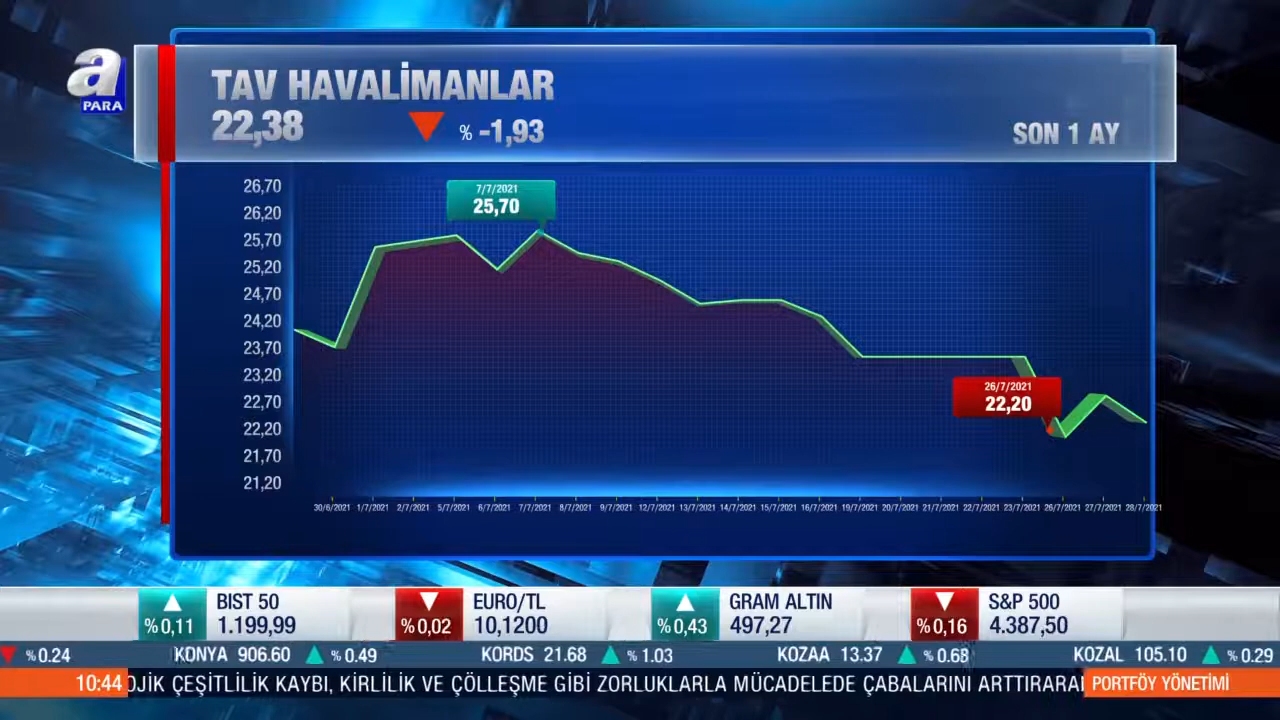 a
PARA
TAV HAVALİMANLAR
22,38 % -1,93
SON 1 AY
26,70
26,20
25,70
25,20
24,70
24,20
23,70
23,20
22,70
22,20
21,70
21,20
7/7/2021
25,70
26/7/2021
22,20
30/6/2021 1/7/2021 2/7/2021 5/7/2021 6/7/2021 7/7/2021 8/7/2021 9/7/2021 12/7/2021 13/7/2021 14/7/2021 15/7/2021 16/7/2021 19/7/2021 20/7/2021 21/7/2021 22/7/2021 23/7/2021 26/7/2021 27/7/2021 28/7/2021
%0,11 BIST 50 1.199,99
%0,02 EURO/TL 10,1200
%0,43 GRAM ALTIN 497,27
%0,16 S&P 500 4.387,50
%0.24 KONYA 906.60 %0.49 KORDS 21.68 %1.03 KOZAA 13.37 %0.68 KOZAL 105.10 %0.29
10:44 OJİK ÇEŞİTLİLİK KAYBI, KİRLİLİK VE ÇÖLLEŞME GİBİ ZORLUKLARLA MÜCADELEDE ÇABALARINI ARTTIRARA PORTFÖY YÖNETİMİ